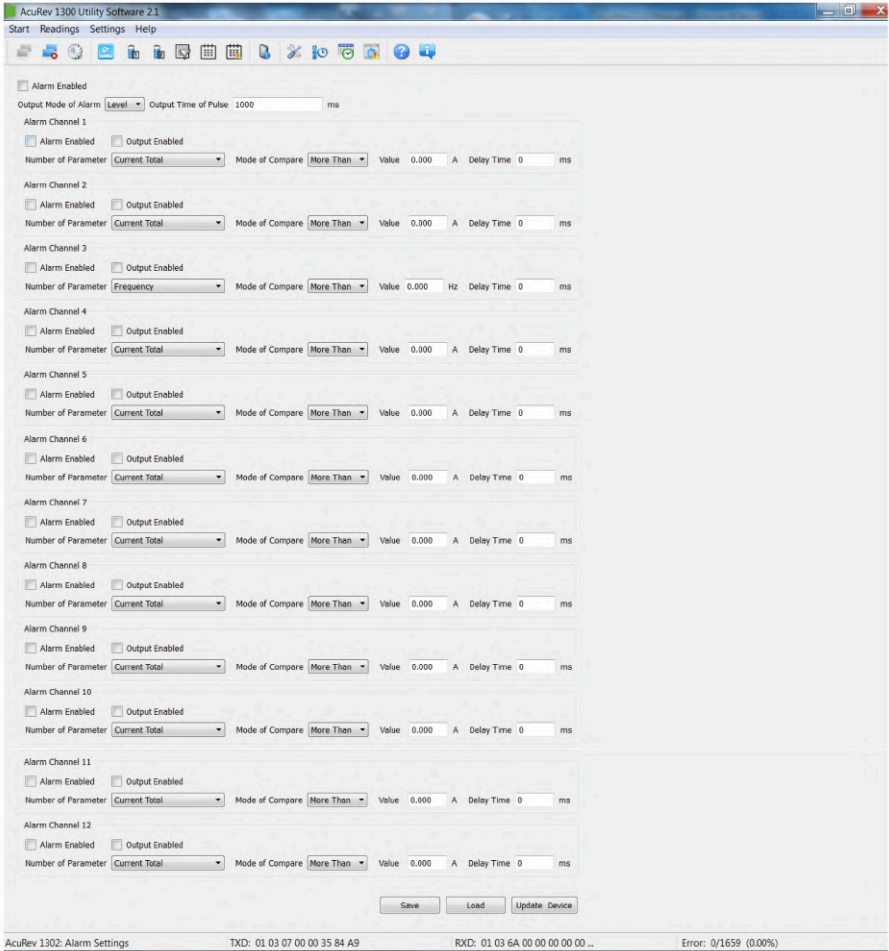 AcuRev 1300 Utility Software 2.1
Start Readings Settings Help
Alarm Enabled
Output Mode of Alarm Level Output Time of Pulse 1000 ms
Alarm Channel 1
Alarm Enabled Output Enabled
Number of Parameter Current Total Mode of Compare More Than Value 0.000 A Delay Time 0 ms
Alarm Channel 2
Alarm Enabled Output Enabled
Number of Parameter Current Total Mode of Compare More Than Value 0.000 A Delay Time 0 ms
Alarm Channel 3
Alarm Enabled Output Enabled
Number of Parameter Frequency Mode of Compare More Than Value 0.000 Hz Delay Time 0 ms
Alarm Channel 4
Alarm Enabled Output Enabled
Number of Parameter Current Total Mode of Compare More Than Value 0.000 A Delay Time 0 ms
Alarm Channel 5
Alarm Enabled Output Enabled
Number of Parameter Current Total Mode of Compare More Than Value 0.000 A Delay Time 0 ms
Alarm Channel 6
Alarm Enabled Output Enabled
Number of Parameter Current Total Mode of Compare More Than Value 0.000 A Delay Time 0 ms
Alarm Channel 7
Alarm Enabled Output Enabled
Number of Parameter Current Total Mode of Compare More Than Value 0.000 A Delay Time 0 ms
Alarm Channel 8
Alarm Enabled Output Enabled
Number of Parameter Current Total Mode of Compare More Than Value 0.000 A Delay Time 0 ms
Alarm Channel 9
Alarm Enabled Output Enabled
Number of Parameter Current Total Mode of Compare More Than Value 0.000 A Delay Time 0 ms
Alarm Channel 10
Alarm Enabled Output Enabled
Number of Parameter Current Total Mode of Compare More Than Value 0.000 A Delay Time 0 ms
Alarm Channel 11
Alarm Enabled Output Enabled
Number of Parameter Current Total Mode of Compare More Than Value 0.000 A Delay Time 0 ms
Alarm Channel 12
Alarm Enabled Output Enabled
Number of Parameter Current Total Mode of Compare More Than Value 0.000 A Delay Time 0 ms
Save Load Update Device
AcuRev 1302: Alarm Settings TXD: 01 03 07 00 00 35 84 A9 RXD: 01 03 6A 00 00 00 00 00 ... Error: 0/1659 (0.00%)